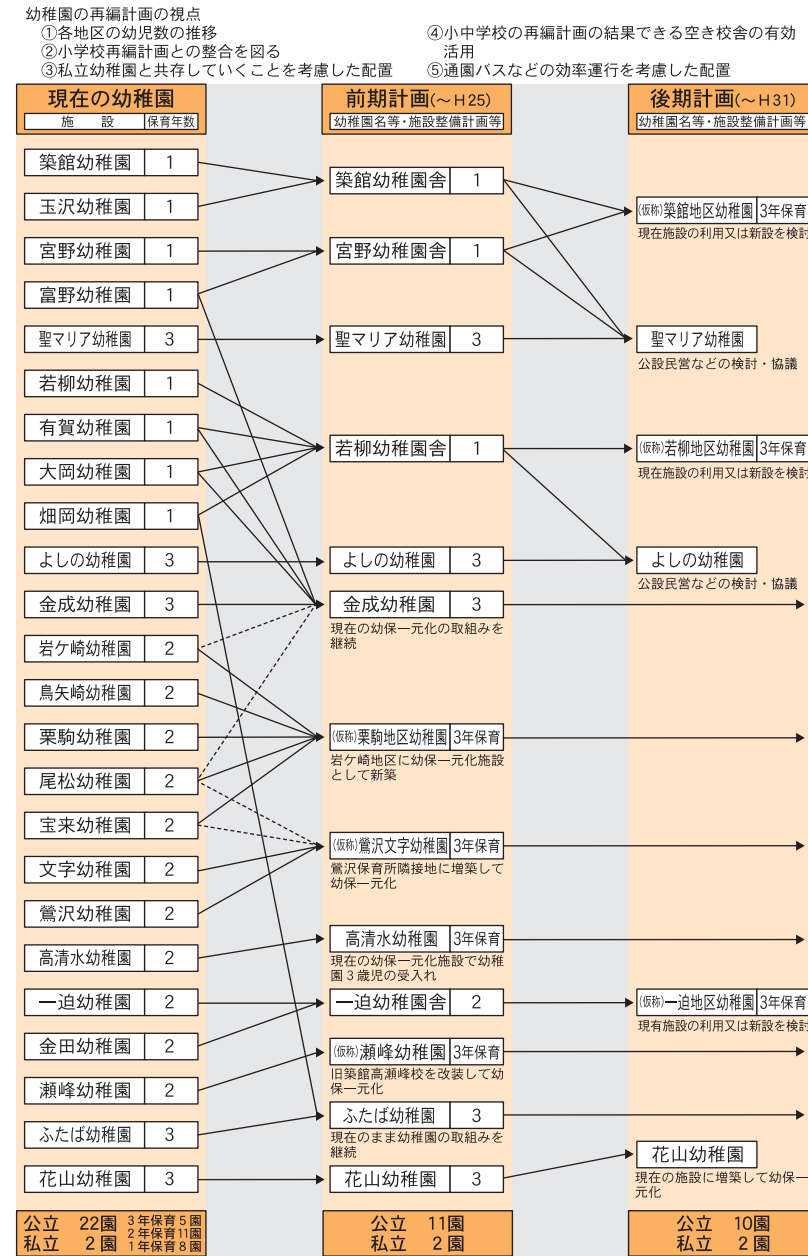 幼稚園の再編計画の視点
①各地区の幼児数の推移
②小学校再編計画との整合を図る
③私立幼稚園と共存していくことを考慮した配置
④小中学校の再編計画の結果できる空き校舎の有効
活用
⑤通園バスなどの効率運行を考慮した配置
現在の幼稚園
施　設 保育年数
築館幼稚園 1
玉沢幼稚園 1
宮野幼稚園 1
富野幼稚園 1
聖マリア幼稚園 3
若柳幼稚園 1
有賀幼稚園 1
大岡幼稚園 1
畑岡幼稚園 1
よしの幼稚園 3
金成幼稚園 3
岩ケ崎幼稚園 2
鳥矢崎幼稚園 2
栗駒幼稚園 2
尾松幼稚園 2
宝来幼稚園 2
文字幼稚園 2
鶯沢幼稚園 2
高清水幼稚園 2
一迫幼稚園 2
金田幼稚園 2
瀬峰幼稚園 2
ふたば幼稚園 3
花山幼稚園 3
公立 22園 3年保育5園
2年保育11園
私立 2園 1年保育8園
前期計画(～H25)
幼稚園名等・施設整備計画等
築館幼稚園舎 1
宮野幼稚園舎 1
聖マリア幼稚園 3
若柳幼稚園舎 1
よしの幼稚園 3
金成幼稚園 3
現在の幼保一元化の取組みを
継続
(仮称)栗駒地区幼稚園 3年保育
岩ケ崎地区に幼保一元化施設
として新築
(仮称)鶯沢文字幼稚園 3年保育
鶯沢保育所隣接地に増築して
幼保一元化
高清水幼稚園 3年保育
現在の幼保一元化施設で幼稚
園3歳児の受入れ
一迫幼稚園舎 2
(仮称)瀬峰幼稚園 3年保育
旧築館高瀬峰校を改装して幼
保一元化
ふたば幼稚園 3
現在のまま幼稚園の取組みを
継続
花山幼稚園 3
公立 11園
私立 2園
後期計画(～H31)
幼稚園名等・施設整備計画等
(仮称)築館地区幼稚園 3年保育
現在施設の利用又は新設を検討
聖マリア幼稚園
公設民営などの検討・協議
(仮称)若柳地区幼稚園 3年保育
現在施設の利用又は新設を検討
よしの幼稚園
公設民営などの検討・協議
(仮称)一迫地区幼稚園 3年保育
現有施設の利用又は新設を検討
花山幼稚園
現在の施設に増築して幼保一
元化
公立 10園
私立 2園